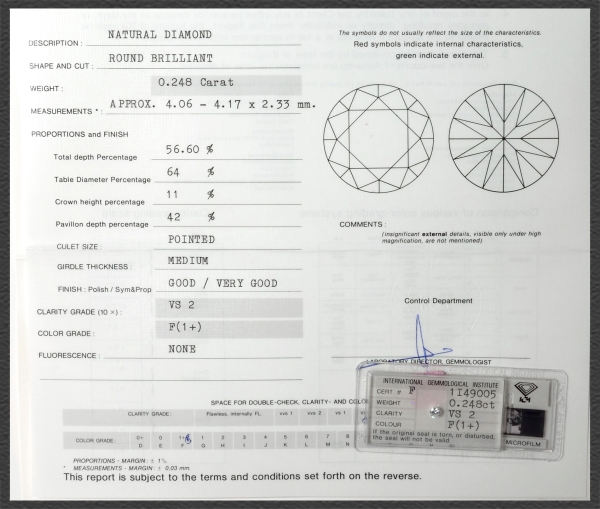 DESCRIPTION : NATURAL DIAMOND
SHAPE AND CUT : ROUND BRILLIANT
WEIGHT : 0.248 Carat
MEASUREMENTS * : APPROX. 4.06 - 4.17 x 2.33 mm.
PROPORTIONS and FINISH
Total depth Percentage 56.60 %
Table Diameter Percentage 64 %
Crown height percentage 11 %
Pavilion depth percentage 42 %
CULET SIZE : POINTED
GIRDLE THICKNESS : MEDIUM
FINISH : Polish / Sym&Prop GOOD / VERY GOOD
CLARITY GRADE (10 ×) : VS 2
COLOR GRADE : F(1+)
FLUORESCENCE : NONE
The symbols do not usually reflect the size of the characteristics.
Red symbols indicate internal characteristics,
green indicate external.
COMMENTS :
(insignificant external details, visible only under high
magnification, are not mentioned)
Control Department
LABORATORY DIRECTOR, GEMMOLOGIST
SPACE FOR DOUBLE-CHECK, CLARITY- AND COLO
CLARITY GRADE : Flawless, internally FL. vvs 1 vvs 2 vs 1
COLOR GRADE : 0+ 0 1+ 1 2 3 4 5 6 7 8
D E F G H I J K L M N
PROPORTIONS - MARGIN : ± 1%
* MEASUREMENTS - MARGIN : ± 0.03 mm.
This report is subject to the terms and conditions set forth on the reverse.
INTERNATIONAL GEMMOLOGICAL INSTITUTE
CERT # F 1I49005
WEIGHT 0.248ct
CLARITY VS 2
COLOUR F(1+)
If the original seal is torn, or disturbed,
the seal will not be valid.
MICROFILM